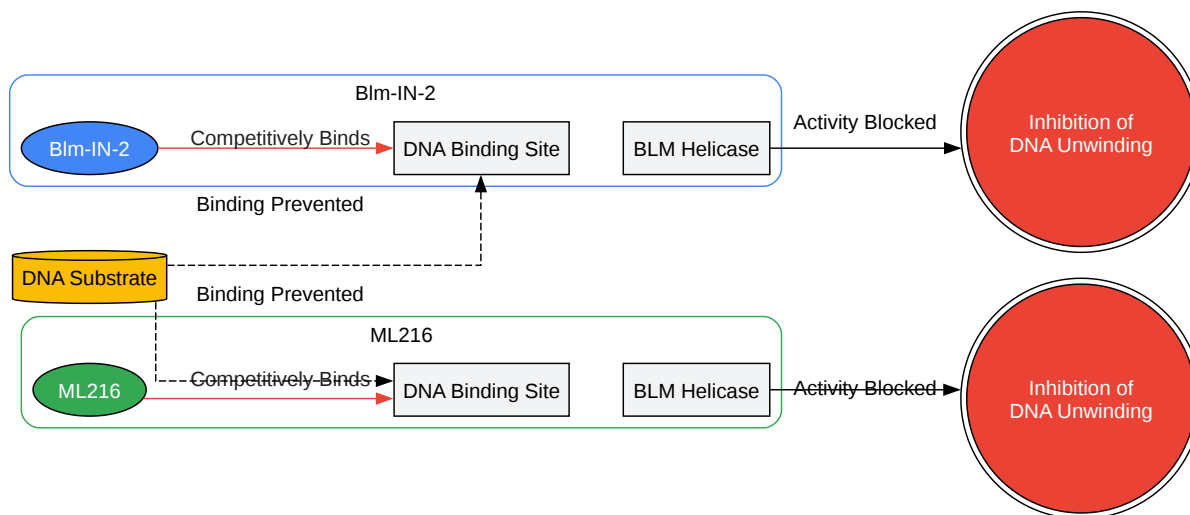 Blm-IN-2
Blm-IN-2
Competitively Binds
DNA Binding Site
BLM Helicase
Activity Blocked
Inhibition of
DNA Unwinding
Binding Prevented
DNA Substrate
Binding Prevented
ML216
ML216
Competitively Binds
DNA Binding Site
BLM Helicase
Activity Blocked
Inhibition of
DNA Unwinding